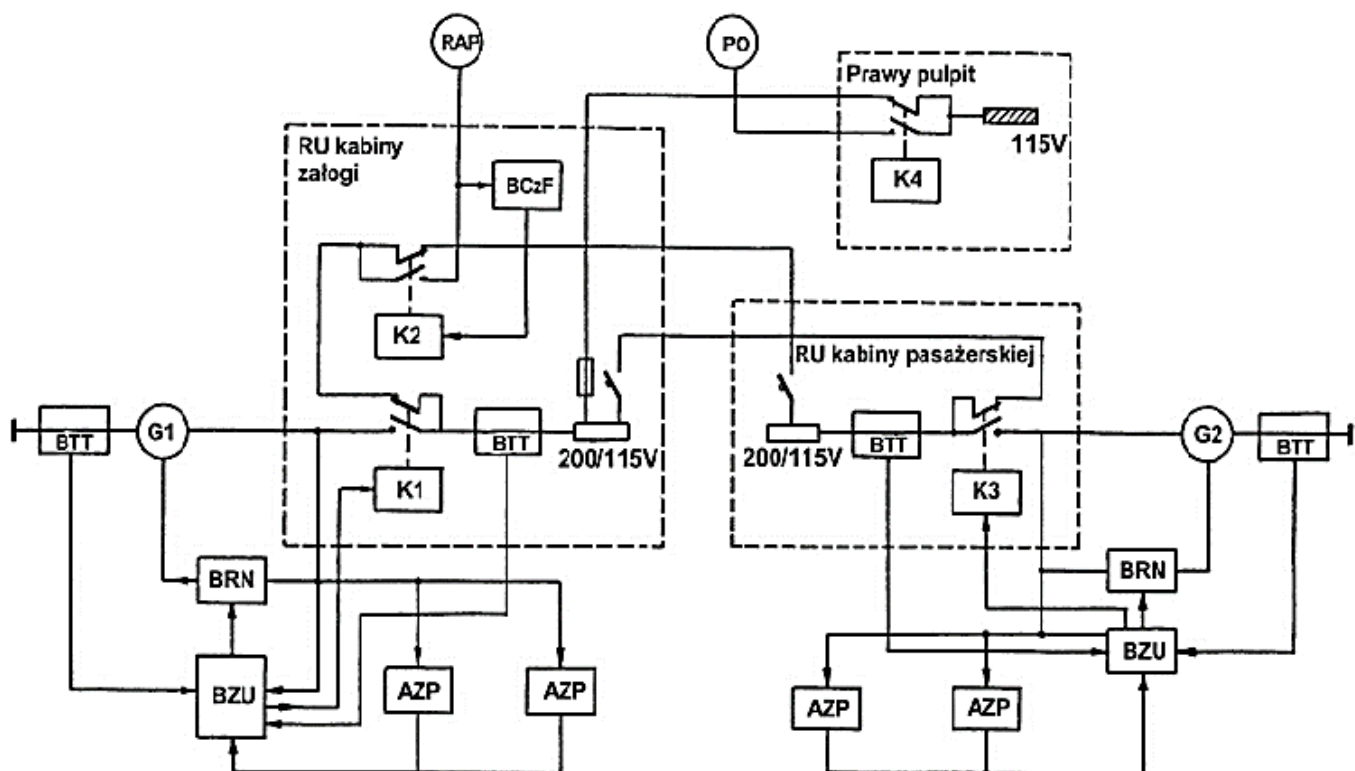 RAP
PO
Prawy pulpit
115V
K4
RU kabiny
załogi
BCzF
K2
RU kabiny pasażerskiej
K1
BTT
G1
BTT
200/115V
200/115V
BTT
K3
G2
BTT
BRN
BZU
AZP
AZP
BRN
BZU
AZP
AZP